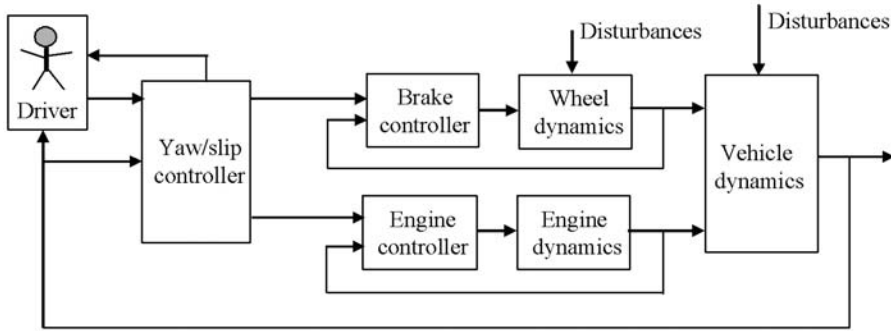 Disturbances
Disturbances
Driver
Yaw/slip
controller
Brake
controller
Wheel
dynamics
Vehicle
dynamics
Engine
controller
Engine
dynamics